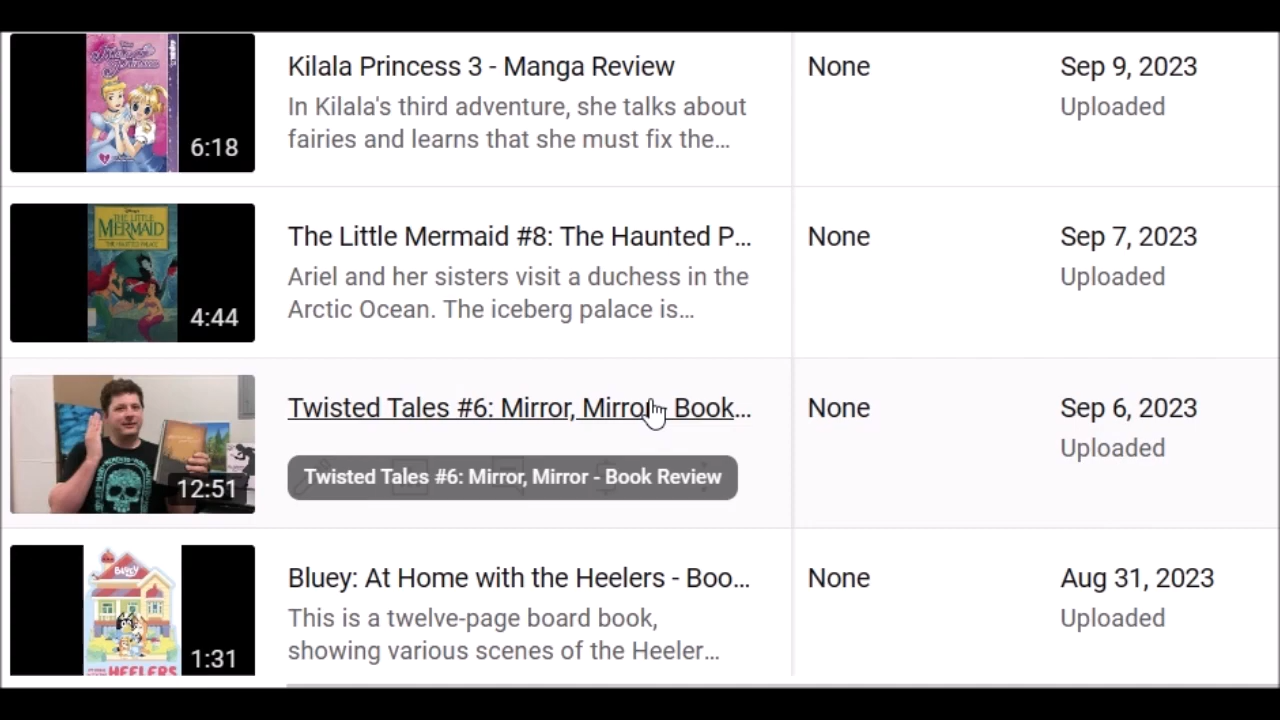 Kilala Princess 3 - Manga Review
None
Sep 9, 2023
In Kilala's third adventure, she talks about
Uploaded
fairies and learns that she must fix the...
6:18
THE LITTLE
MERMAID
The Little Mermaid #8: The Haunted P...
None
Sep 7, 2023
Ariel and her sisters visit a duchess in the
Uploaded
Arctic Ocean. The iceberg palace is...
4:44
Twisted Tales #6: Mirror, Mirror - Book...
None
Sep 6, 2023
Uploaded
12:51
Twisted Tales #6: Mirror, Mirror - Book Review
BLUEY
Bluey: At Home with the Heelers - Boo...
None
Aug 31, 2023
This is a twelve-page board book,
Uploaded
showing various scenes of the Heeler...
1:31
HEELERS